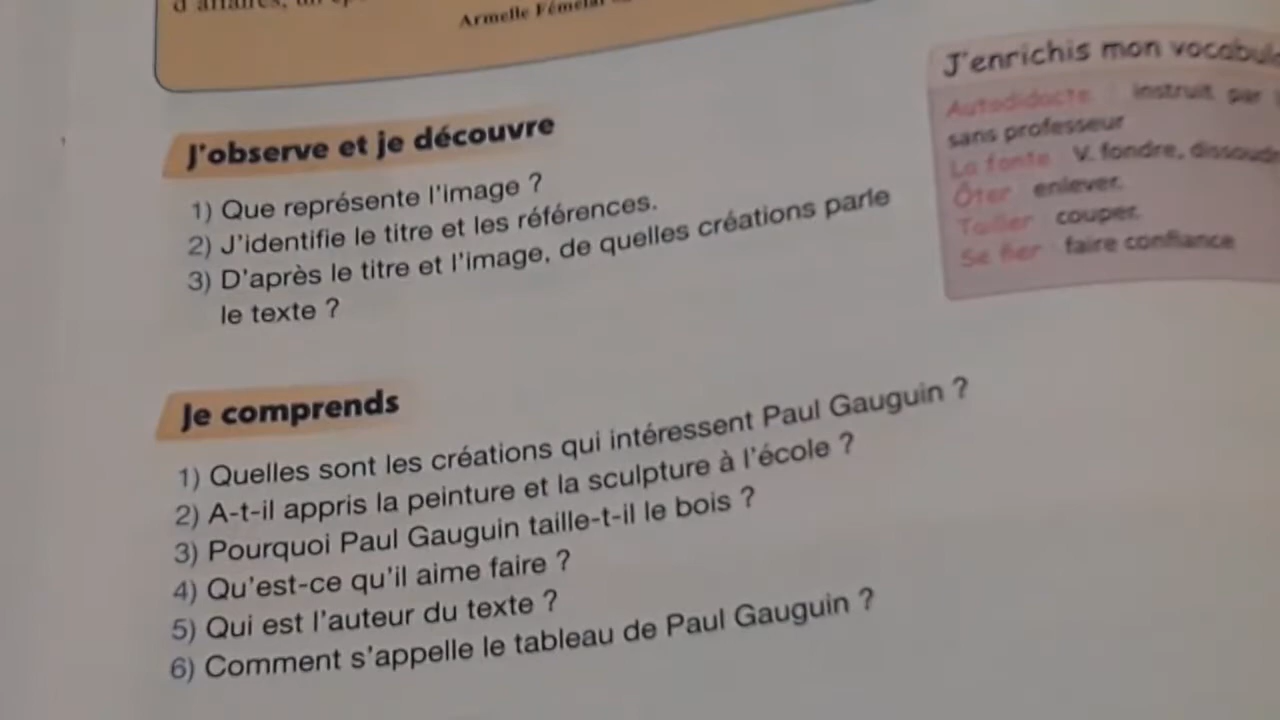 d'affaires, un
Armelle Fémelat
J'observe et je découvre
1) Que représente l'image ?
2) J'identifie le titre et les références.
3) D'après le titre et l'image, de quelles créations parle
le texte ?
J'enrichis mon vocabul
Autodidacte : instruit par
sans professeur
La fonte V. fondre, dissoud
Ôter enlever.
Tailler couper.
Se fier faire confiance
Je comprends
1) Quelles sont les créations qui intéressent Paul Gauguin ?
2) A-t-il appris la peinture et la sculpture à l'école ?
3) Pourquoi Paul Gauguin taille-t-il le bois ?
4) Qu'est-ce qu'il aime faire ?
5) Qui est l'auteur du texte ?
6) Comment s'appelle le tableau de Paul Gauguin ?